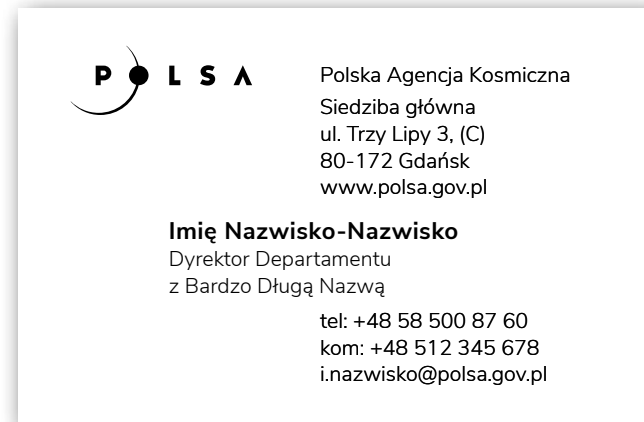 POLSA
Polska Agencja Kosmiczna
Siedziba główna
ul. Trzy Lipy 3, (C)
80-172 Gdańsk
www.polsa.gov.pl
Imię Nazwisko-Nazwisko
Dyrektor Departamentu
z Bardzo Długą Nazwą
tel: +48 58 500 87 60
kom: +48 512 345 678
i.nazwisko@polsa.gov.pl